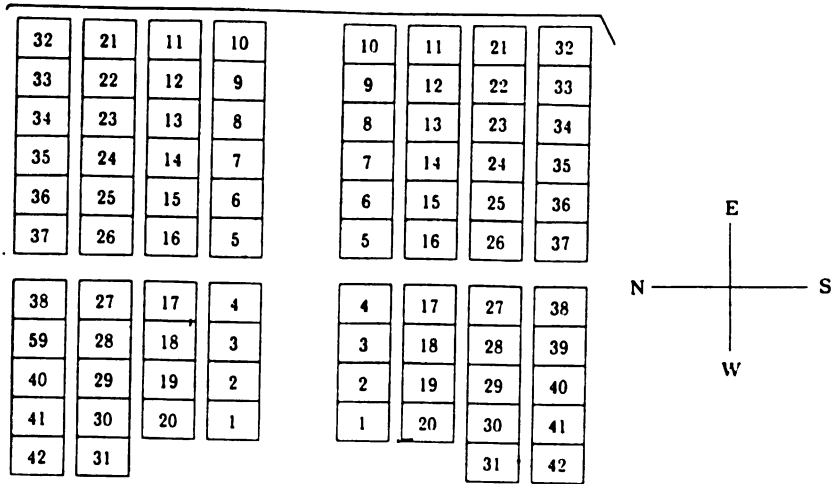 32 21 11 10 10 11 21 32
33 22 12 9 9 12 22 33
34 23 13 8 8 13 23 34
35 24 14 7 7 14 24 35
36 25 15 6 6 15 25 36
37 26 16 5 5 16 26 37
E
N S
W
38 27 17 4 4 17 27 38
59 28 18 3 3 18 28 39
40 29 19 2 2 19 29 40
41 30 20 1 1 20 30 41
42 31 31 42